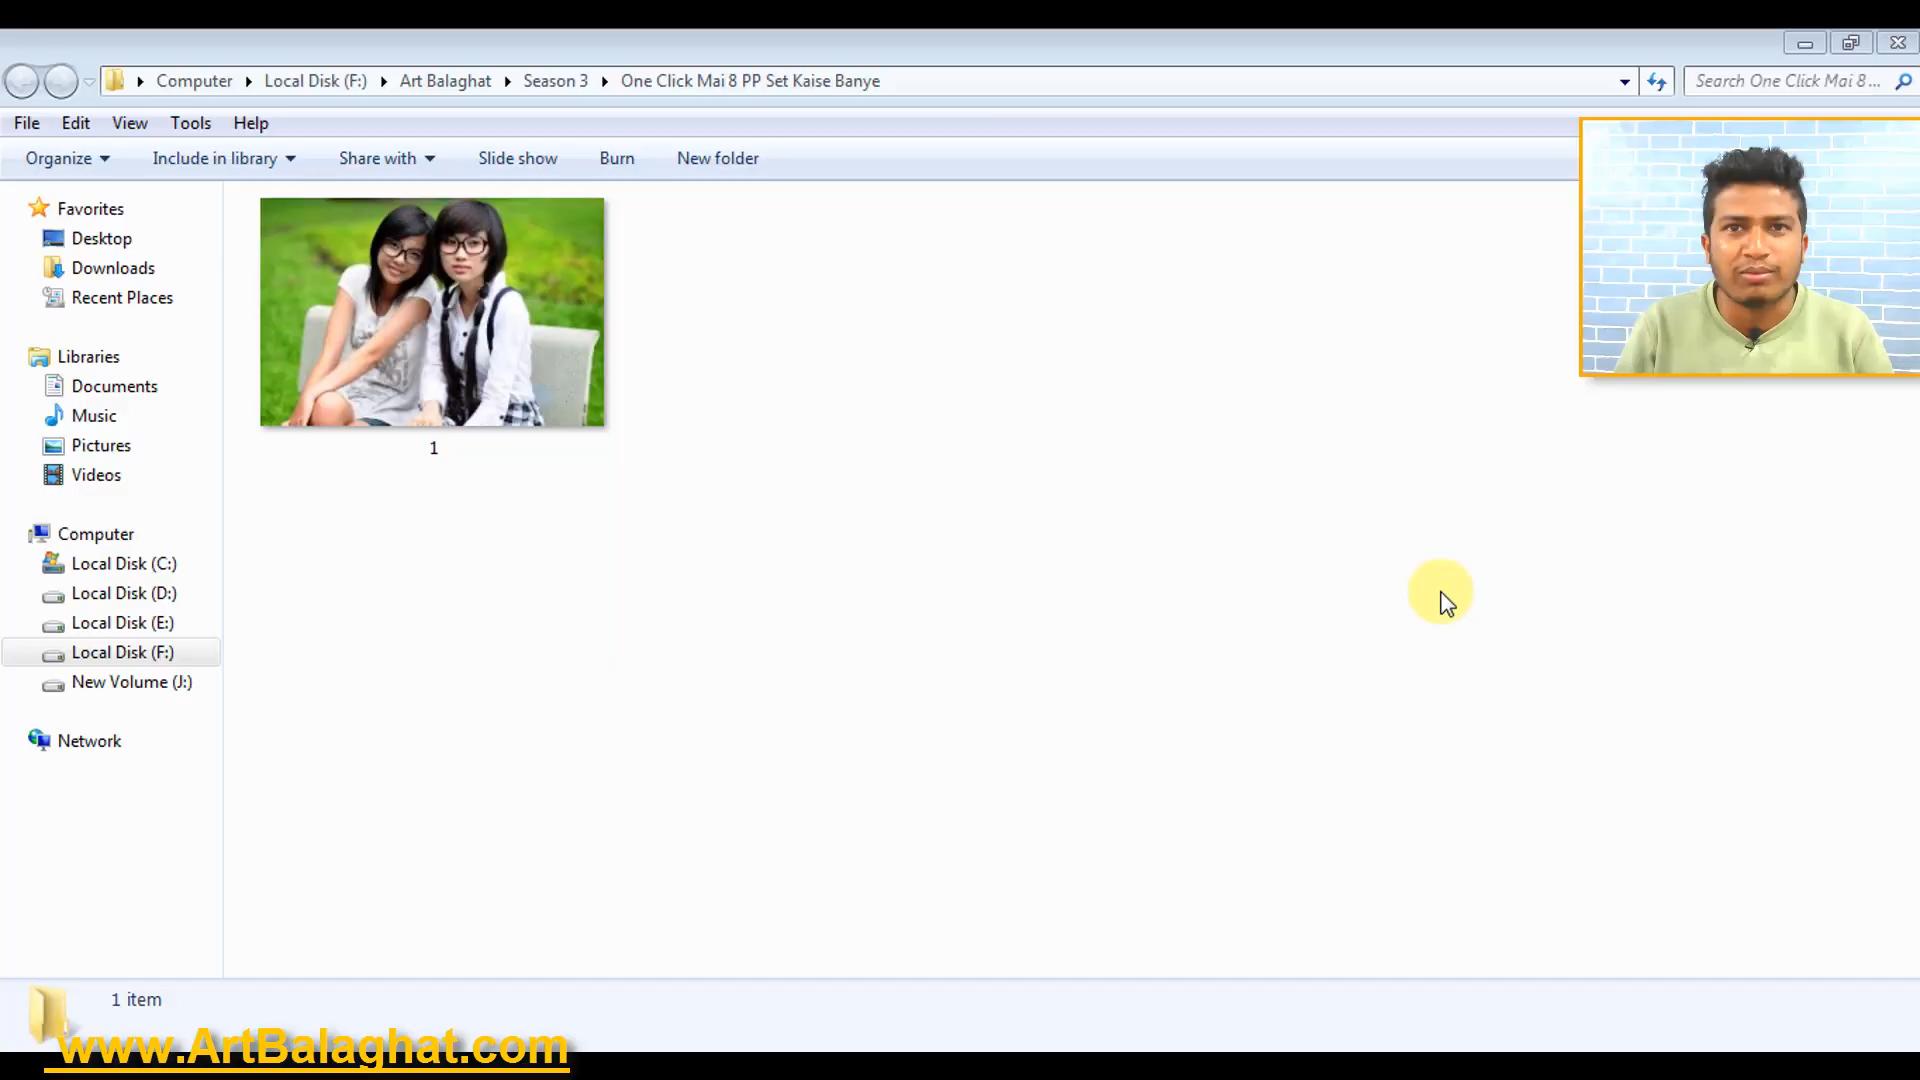 Computer Local Disk (F:) Art Balaghat Season 3 One Click Mai 8 PP Set Kaise Banye
Search One Click Mai 8 ...
File Edit View Tools Help
Organize Include in library Share with Slide show Burn New folder
Favorites
Desktop
Downloads
Recent Places
Libraries
Documents
Music
Pictures
Videos
Computer
Local Disk (C:)
Local Disk (D:)
Local Disk (E:)
Local Disk (F:)
New Volume (J:)
Network
1
1 item
www.ArtBalaghat.com